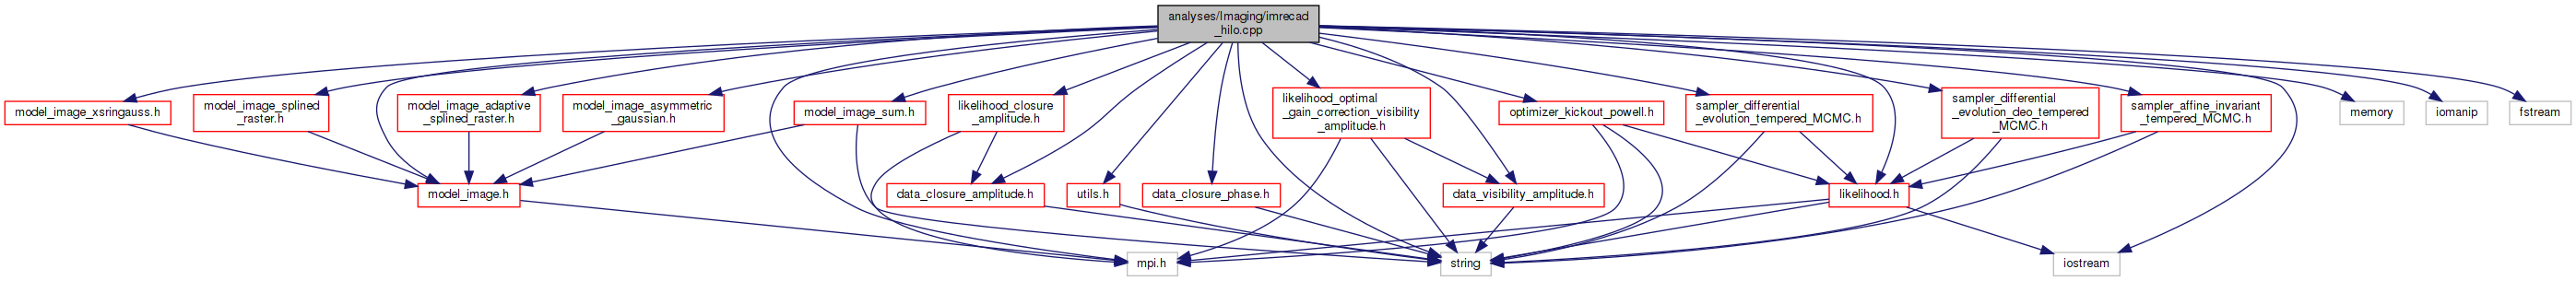 analyses/Imaging/imrecad
_hilo.cpp
model_image_xsringauss.h
model_image_splined
_raster.h
model_image_adaptive
_splined_raster.h
model_image_asymmetric
_gaussian.h
model_image_sum.h
likelihood_closure
_amplitude.h
likelihood_optimal
_gain_correction_visibility
_amplitude.h
optimizer_kickout_powell.h
sampler_differential
_evolution_tempered_MCMC.h
sampler_differential
_evolution_deo_tempered
_MCMC.h
sampler_affine_invariant
_tempered_MCMC.h
memory
iomanip
fstream
model_image.h
data_closure_amplitude.h
utils.h
data_closure_phase.h
data_visibility_amplitude.h
likelihood.h
mpi.h
string
iostream